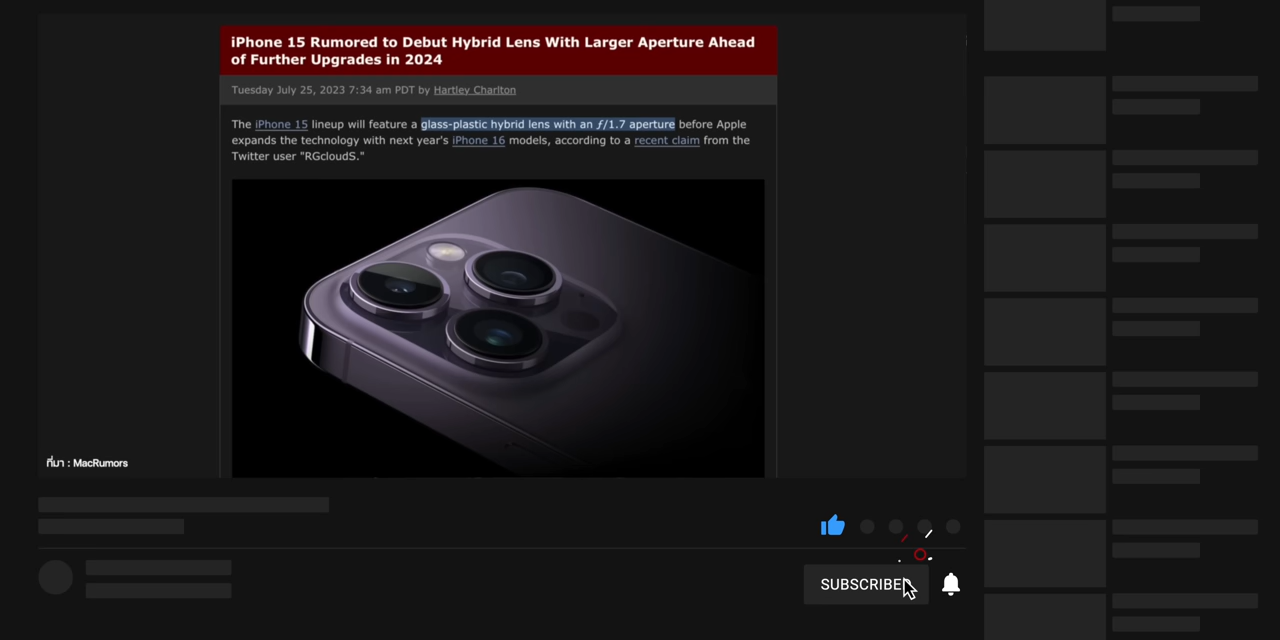 iPhone 15 Rumored to Debut Hybrid Lens With Larger Aperture Ahead
of Further Upgrades in 2024
Tuesday July 25, 2023 7:34 am PDT by Hartley Charlton
The iPhone 15 lineup will feature a glass-plastic hybrid lens with an ƒ/1.7 aperture before Apple
expands the technology with next year's iPhone 16 models, according to a recent claim from the
Twitter user "RGcloudS."
ที่มา : MacRumors
SUBSCRIBED